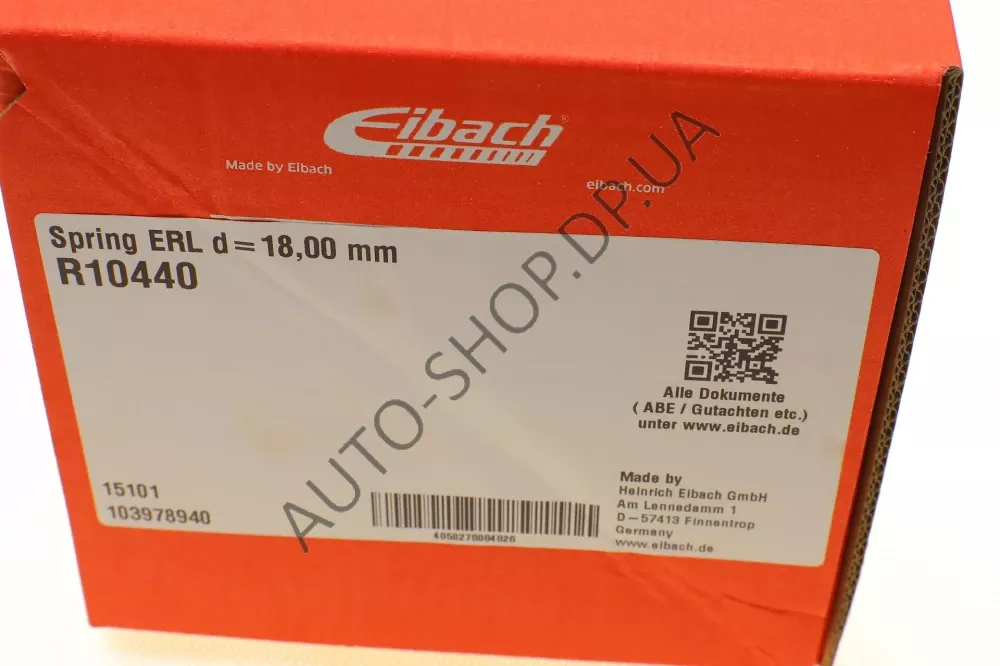 Eibach®
Made by Eibach
eibach.com
Spring ERL d=18,00 mm
R10440
Alle Dokumente
( ABE / Gutachten etc.)
unter www.eibach.de
15101
103978940
4050278004826
Made by
Heinrich Eibach GmbH
Am Lennedamm 1
D-57413 Finnentrop
Germany
www.eibach.de
AUTO-SHOP.DP.UA